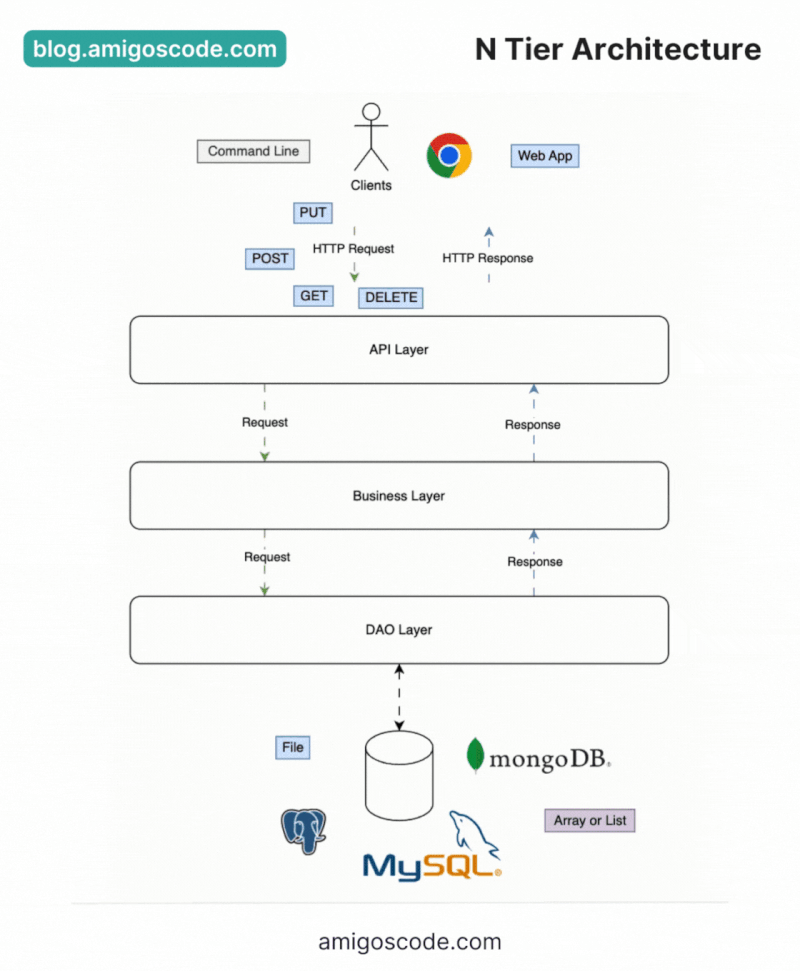 blog.amigoscode.com
N Tier Architecture
Command Line
Clients
Web App
PUT
HTTP Request
POST
HTTP Response
GET
DELETE
API Layer
Request
Response
Business Layer
Request
Response
DAO Layer
File
mongoDB®
Array or List
MySQL®
amigoscode.com